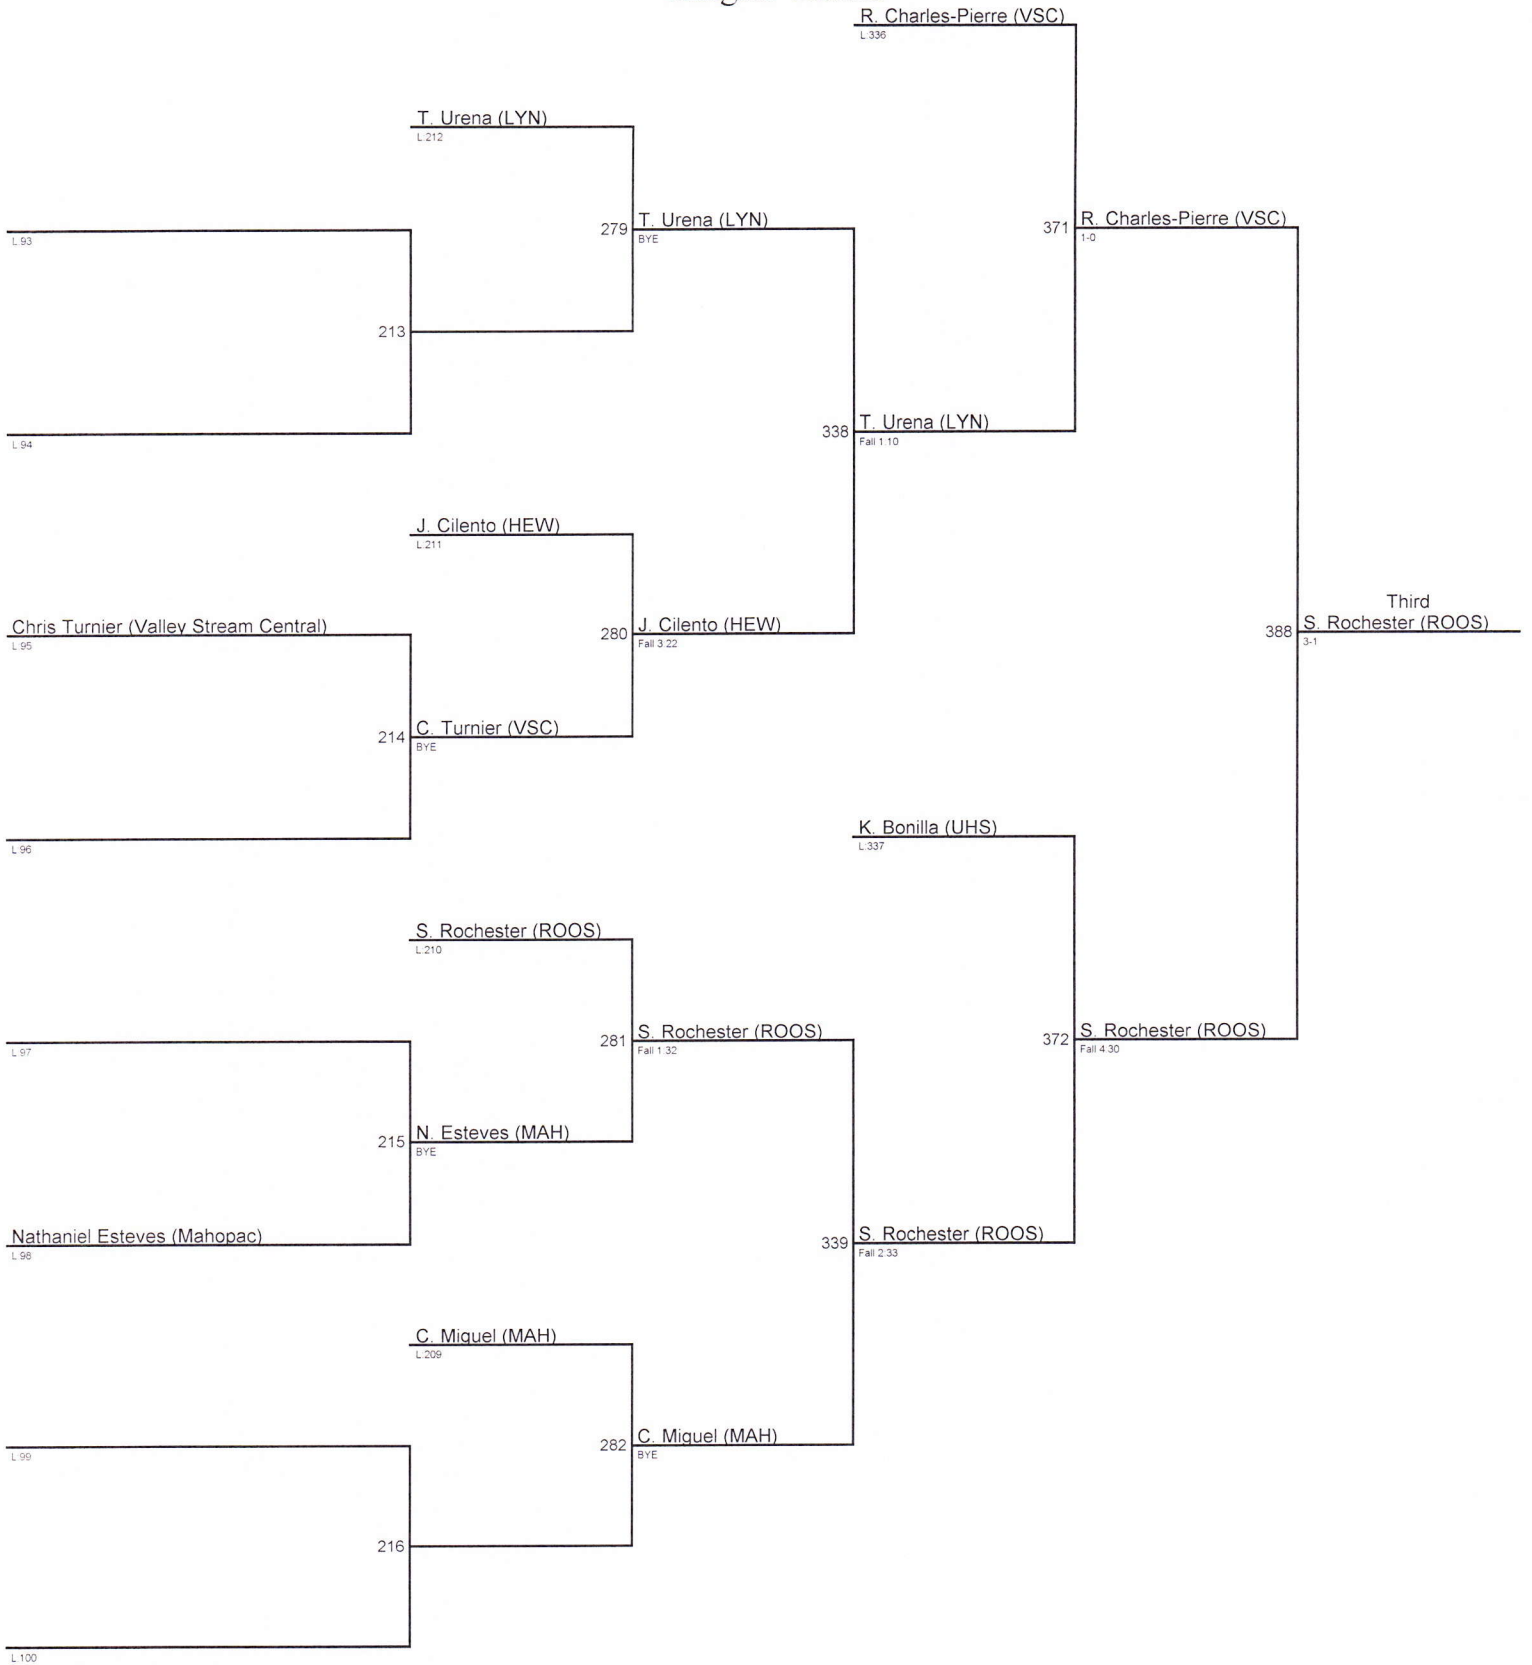 R. Charles-Pierre (VSC)
L:336
T. Urena (LYN)
L:212
279
T. Urena (LYN)
BYE
371
R. Charles-Pierre (VSC)
1-0
L:93
213
338
T. Urena (LYN)
Fall 1:10
L:94
J. Cilento (HEW)
L:211
Chris Turnier (Valley Stream Central)
L:95
280
J. Cilento (HEW)
Fall 3:22
Third
388
S. Rochester (ROOS)
3-1
214
C. Turnier (VSC)
BYE
L:96
K. Bonilla (UHS)
L:337
S. Rochester (ROOS)
L:210
L:97
281
S. Rochester (ROOS)
Fall 1:32
372
S. Rochester (ROOS)
Fall 4:30
215
N. Esteves (MAH)
BYE
Nathaniel Esteves (Mahopac)
L:98
339
S. Rochester (ROOS)
Fall 2:33
C. Miguel (MAH)
L:209
L:99
282
C. Miguel (MAH)
BYE
216
L:100